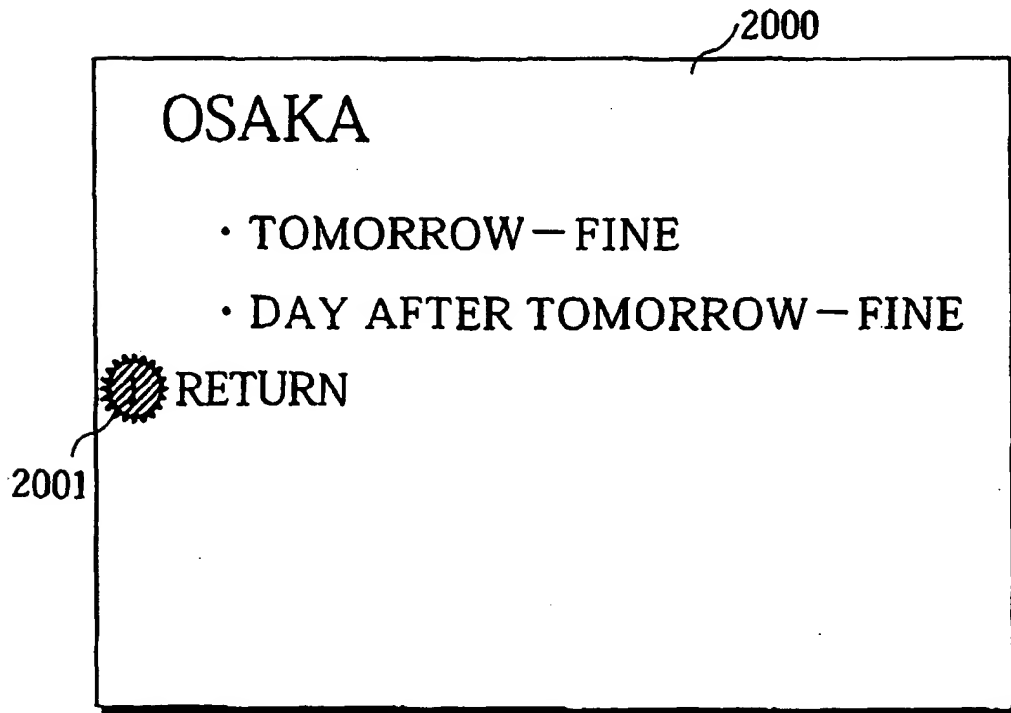 2000
OSAKA
· TOMORROW—FINE
· DAY AFTER TOMORROW—FINE
RETURN
2001